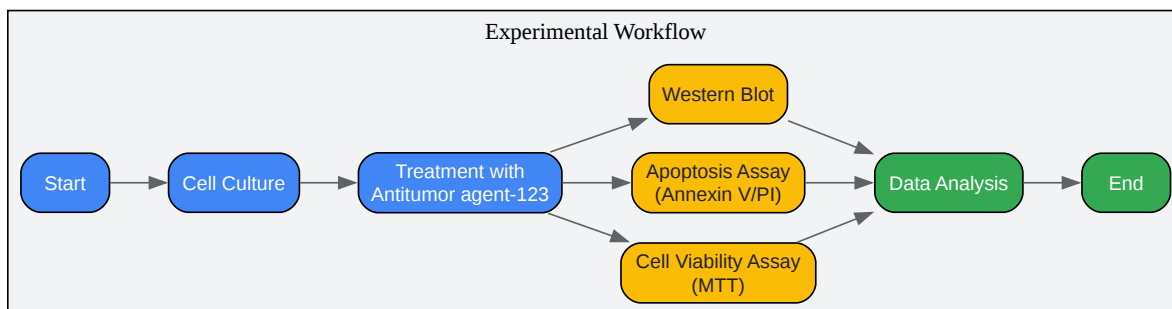 Experimental Workflow
Start
Cell Culture
Treatment with
Antitumor agent-123
Western Blot
Apoptosis Assay
(Annexin V/PI)
Cell Viability Assay
(MTT)
Data Analysis
End